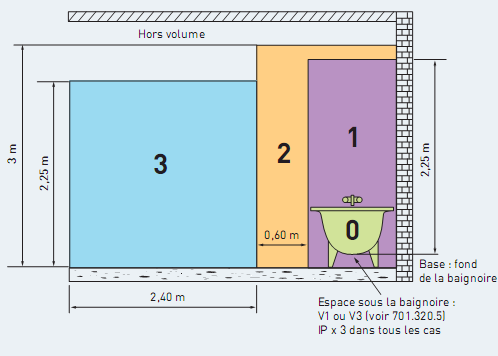 Hors volume
3 m
2,25 m
3
2
1
0
2,25 m
0,60 m
2,40 m
Base : fond
de la baignoire
Espace sous la baignoire :
V1 ou V3 (voir 701.320.5)
IP x 3 dans tous les cas